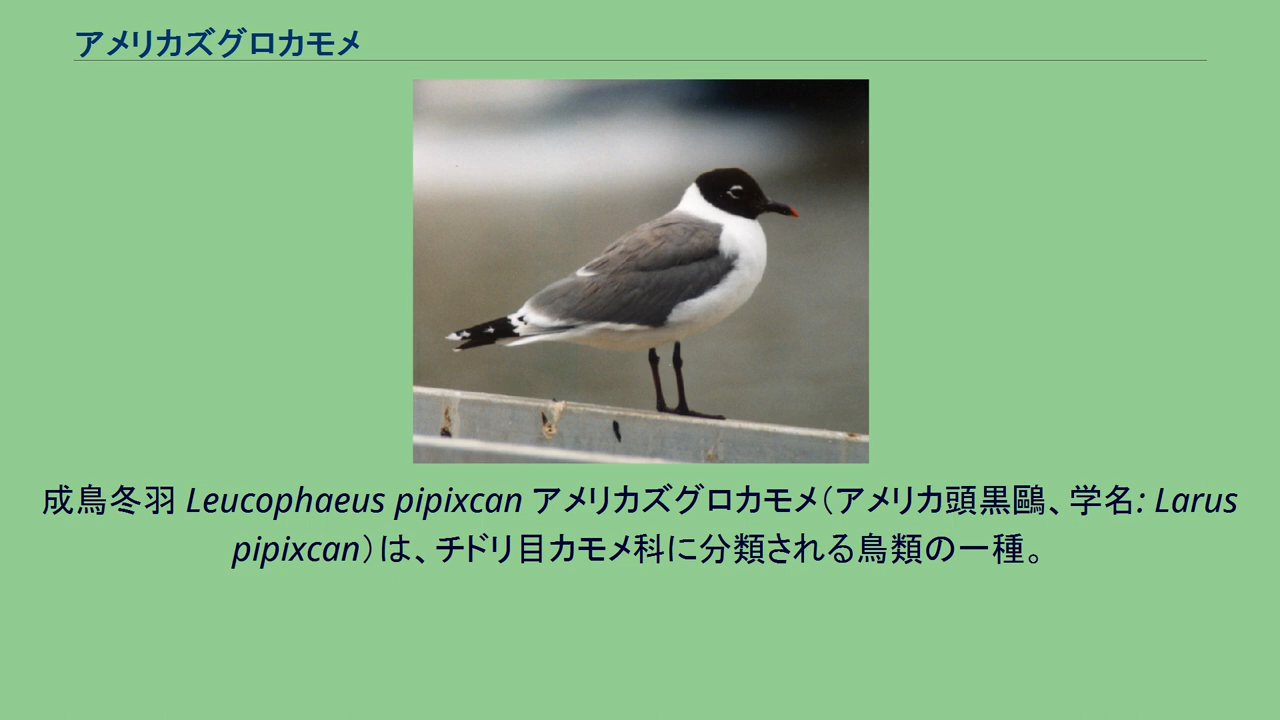 アメリカズグロカモメ
成鳥冬羽 Leucophaeus pipixcan アメリカズグロカモメ（アメリカ頭黒鷗、学名: Larus
pipixcan）は、チドリ目カモメ科に分類される鳥類の一種。